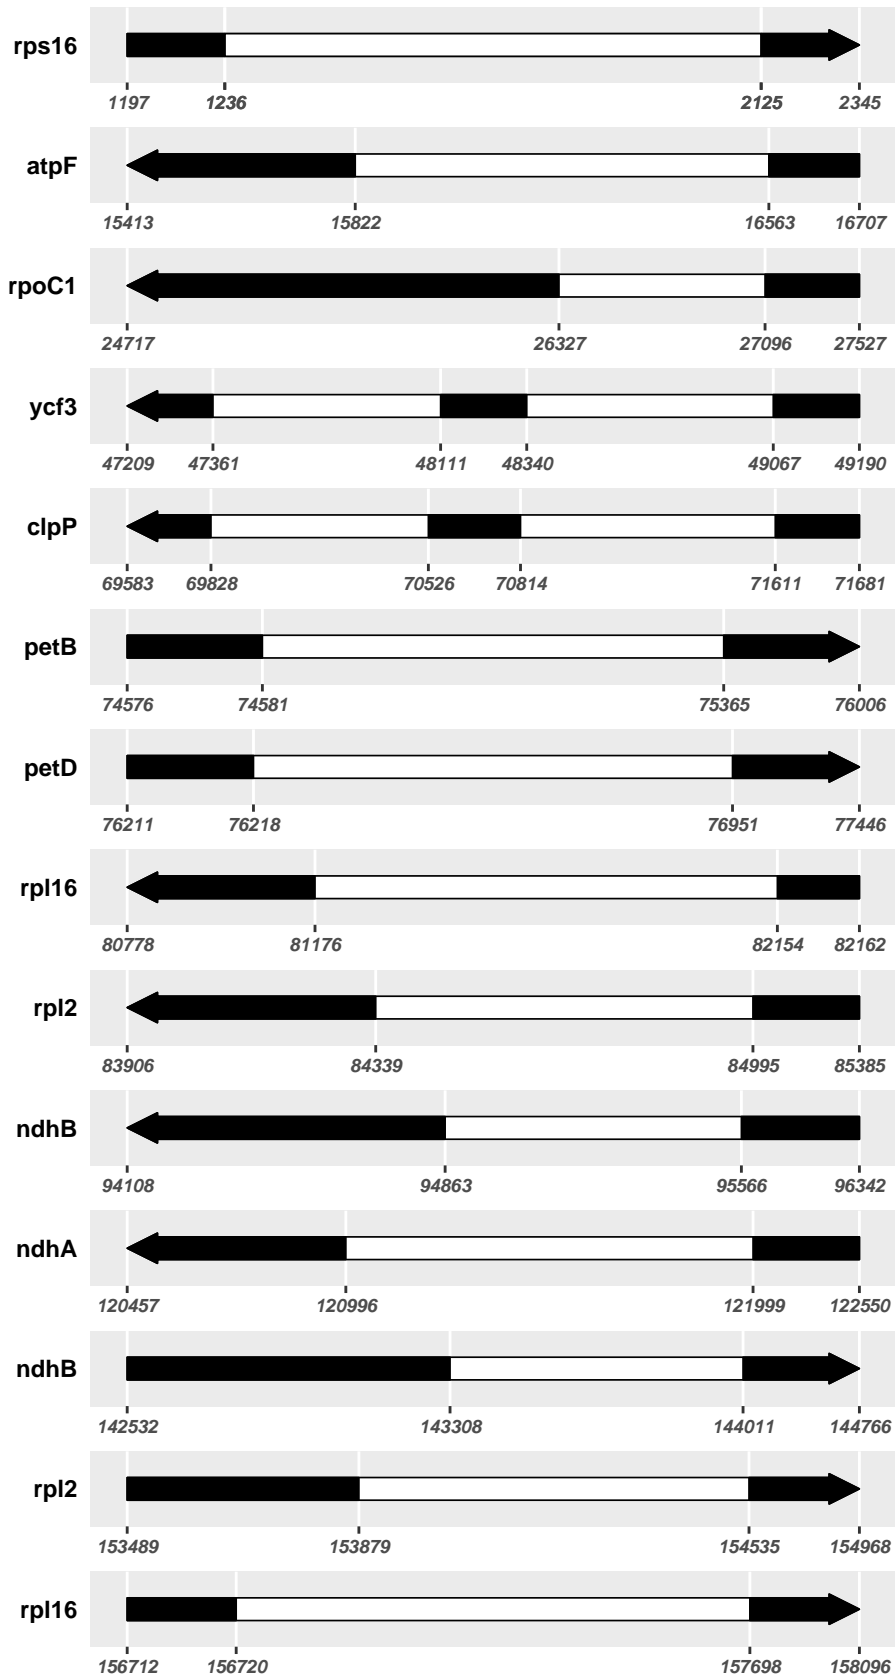 rps16
1197 1236 2125 2345
atpF
15413 15822 16563 16707
rpoC1
24717 26327 27096 27527
ycf3
47209 47361 48111 48340 49067 49190
clpP
69583 69828 70526 70814 71611 71681
petB
74576 74581 75365 76006
petD
76211 76218 76951 77446
rpl16
80778 81176 82154 82162
rpl2
83906 84339 84995 85385
ndhB
94108 94863 95566 96342
ndhA
120457 120996 121999 122550
ndhB
142532 143308 144011 144766
rpl2
153489 153879 154535 154968
rpl16
156712 156720 157698 158096